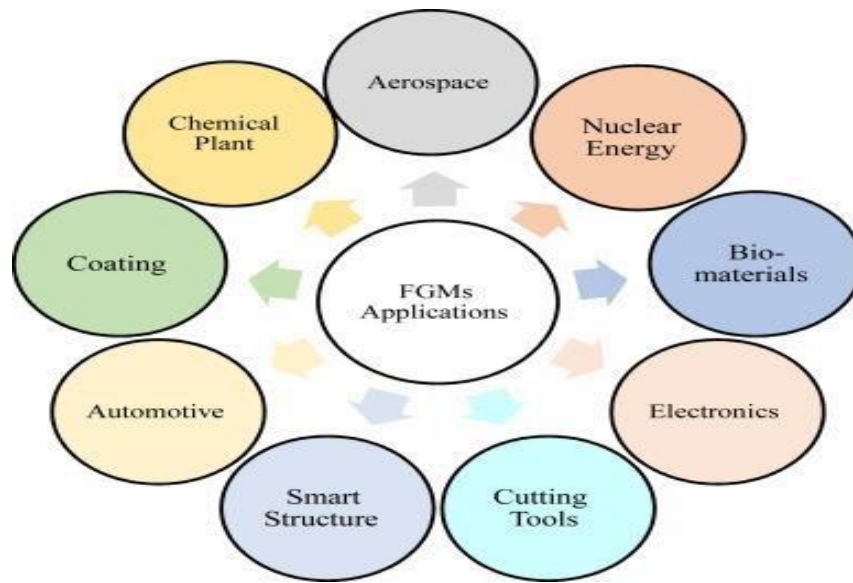 Aerospace
Nuclear
Energy
Bio-
materials
Electronics
Cutting
Tools
Smart
Structure
Automotive
Coating
Chemical
Plant
FGMs
Applications